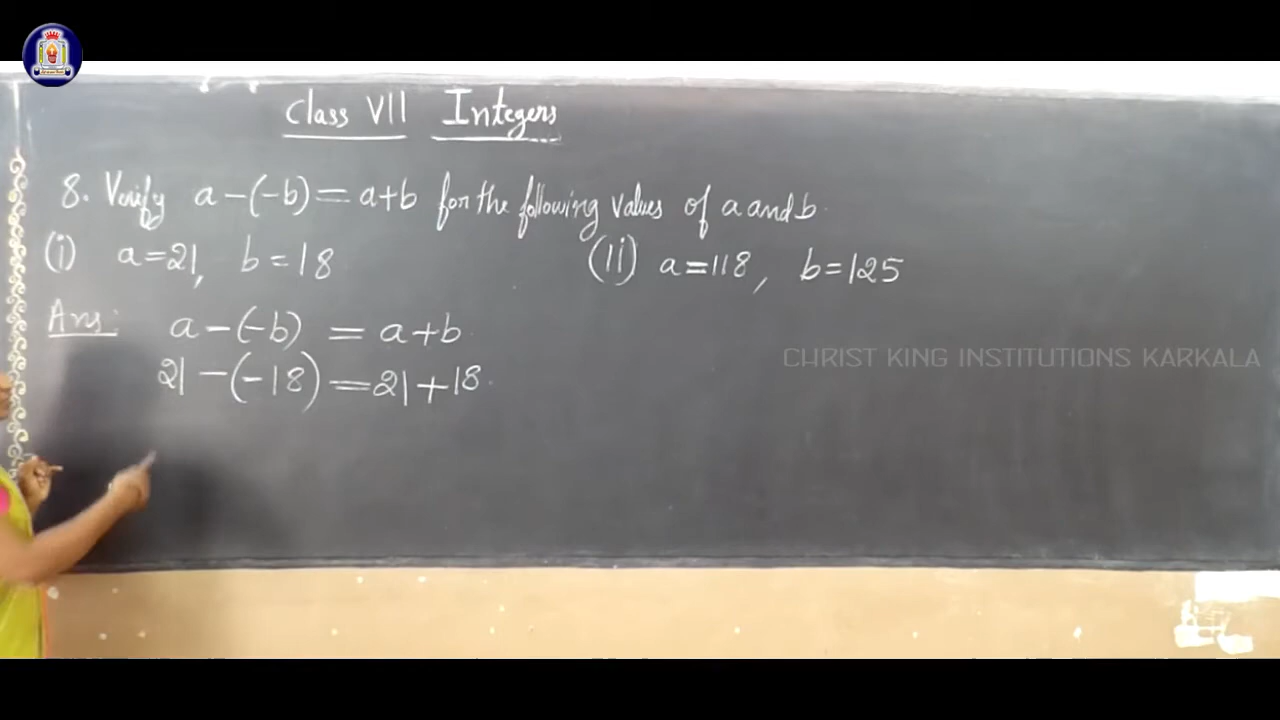 Class VII Integers
8. Verify a-(-b) = a+b for the following values of a and b.
(i) a=21, b=18 (ii) a=118, b=125
Ans: a-(-b) = a+b
21-(-18) = 21+18.
CHRIST KING INSTITUTIONS KARKALA